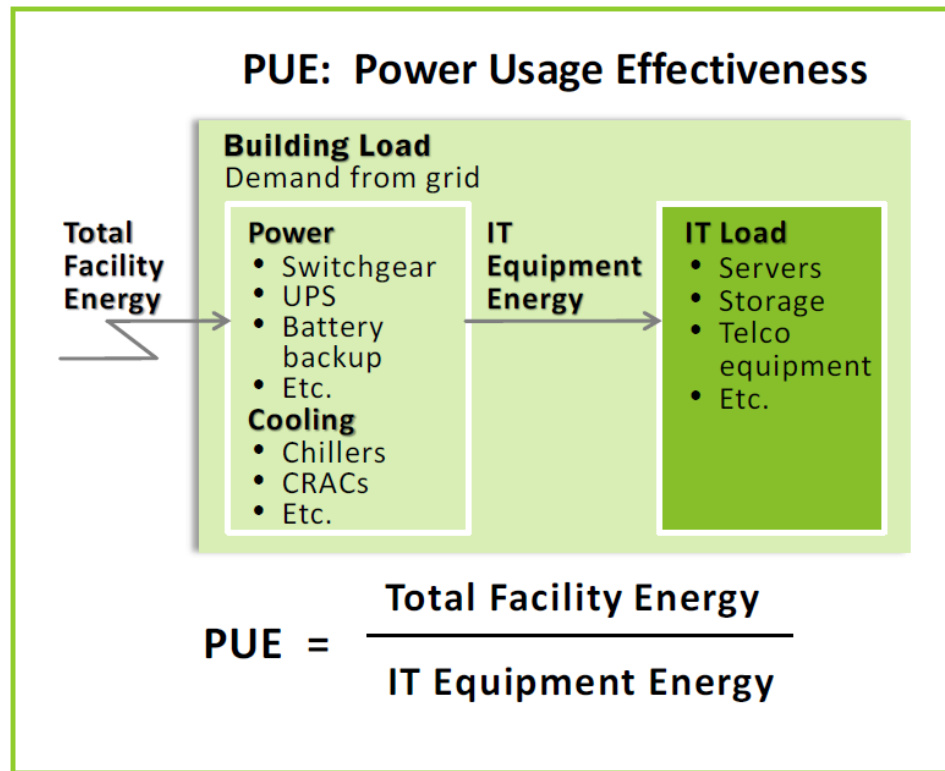 PUE:  Power Usage Effectiveness
Building Load
Demand from grid
Total
Facility
Energy
Power
• Switchgear
• UPS
• Battery
backup
• Etc.
Cooling
• Chillers
• CRACs
• Etc.
IT
Equipment
Energy
IT Load
• Servers
• Storage
• Telco
equipment
• Etc.
PUE =
Total Facility Energy
IT Equipment Energy